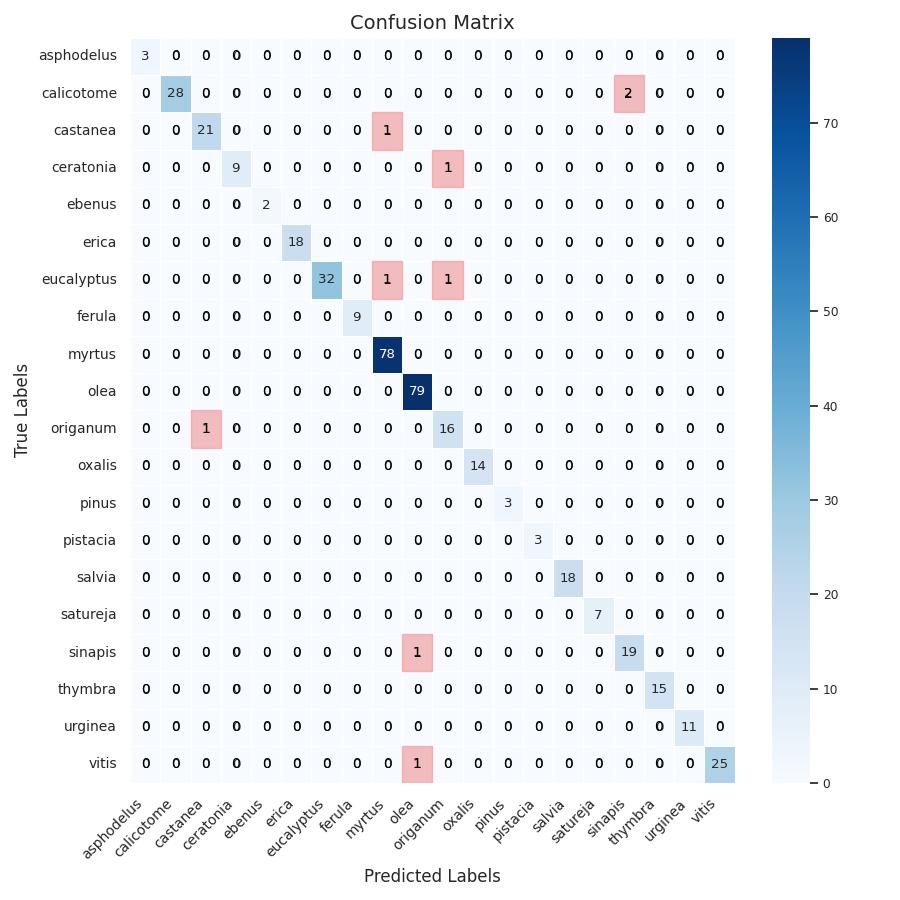 Confusion Matrix
asphodelus 3 0 0 0 0 0 0 0 0 0 0 0 0 0 0 0 0 0 0 0
calicotome 0 28 0 0 0 0 0 0 0 0 0 0 0 0 0 0 2 0 0 0
castanea 0 0 21 0 0 0 0 0 1 0 0 0 0 0 0 0 0 0 0 0
ceratonia 0 0 0 9 0 0 0 0 0 0 1 0 0 0 0 0 0 0 0 0
ebenus 0 0 0 0 2 0 0 0 0 0 0 0 0 0 0 0 0 0 0 0
erica 0 0 0 0 0 18 0 0 0 0 0 0 0 0 0 0 0 0 0 0
eucalyptus 0 0 0 0 0 0 32 0 1 0 1 0 0 0 0 0 0 0 0 0
ferula 0 0 0 0 0 0 0 9 0 0 0 0 0 0 0 0 0 0 0 0
myrtus 0 0 0 0 0 0 0 0 78 0 0 0 0 0 0 0 0 0 0 0
olea 0 0 0 0 0 0 0 0 0 79 0 0 0 0 0 0 0 0 0 0
origanum 0 0 1 0 0 0 0 0 0 0 16 0 0 0 0 0 0 0 0 0
oxalis 0 0 0 0 0 0 0 0 0 0 0 14 0 0 0 0 0 0 0 0
pinus 0 0 0 0 0 0 0 0 0 0 0 0 3 0 0 0 0 0 0 0
pistacia 0 0 0 0 0 0 0 0 0 0 0 0 0 3 0 0 0 0 0 0
salvia 0 0 0 0 0 0 0 0 0 0 0 0 0 0 18 0 0 0 0 0
satureja 0 0 0 0 0 0 0 0 0 0 0 0 0 0 0 7 0 0 0 0
sinapis 0 0 0 0 0 0 0 0 0 1 0 0 0 0 0 0 19 0 0 0
thymbra 0 0 0 0 0 0 0 0 0 0 0 0 0 0 0 0 0 15 0 0
urginea 0 0 0 0 0 0 0 0 0 0 0 0 0 0 0 0 0 0 11 0
vitis 0 0 0 0 0 0 0 0 0 1 0 0 0 0 0 0 0 0 0 25
asphodelus calicotome castanea ceratonia ebenus erica eucalyptus ferula myrtus olea origanum oxalis pinus pistacia salvia satureja sinapis thymbra urginea vitis
Predicted Labels
True Labels
70
60
50
40
30
20
10
0